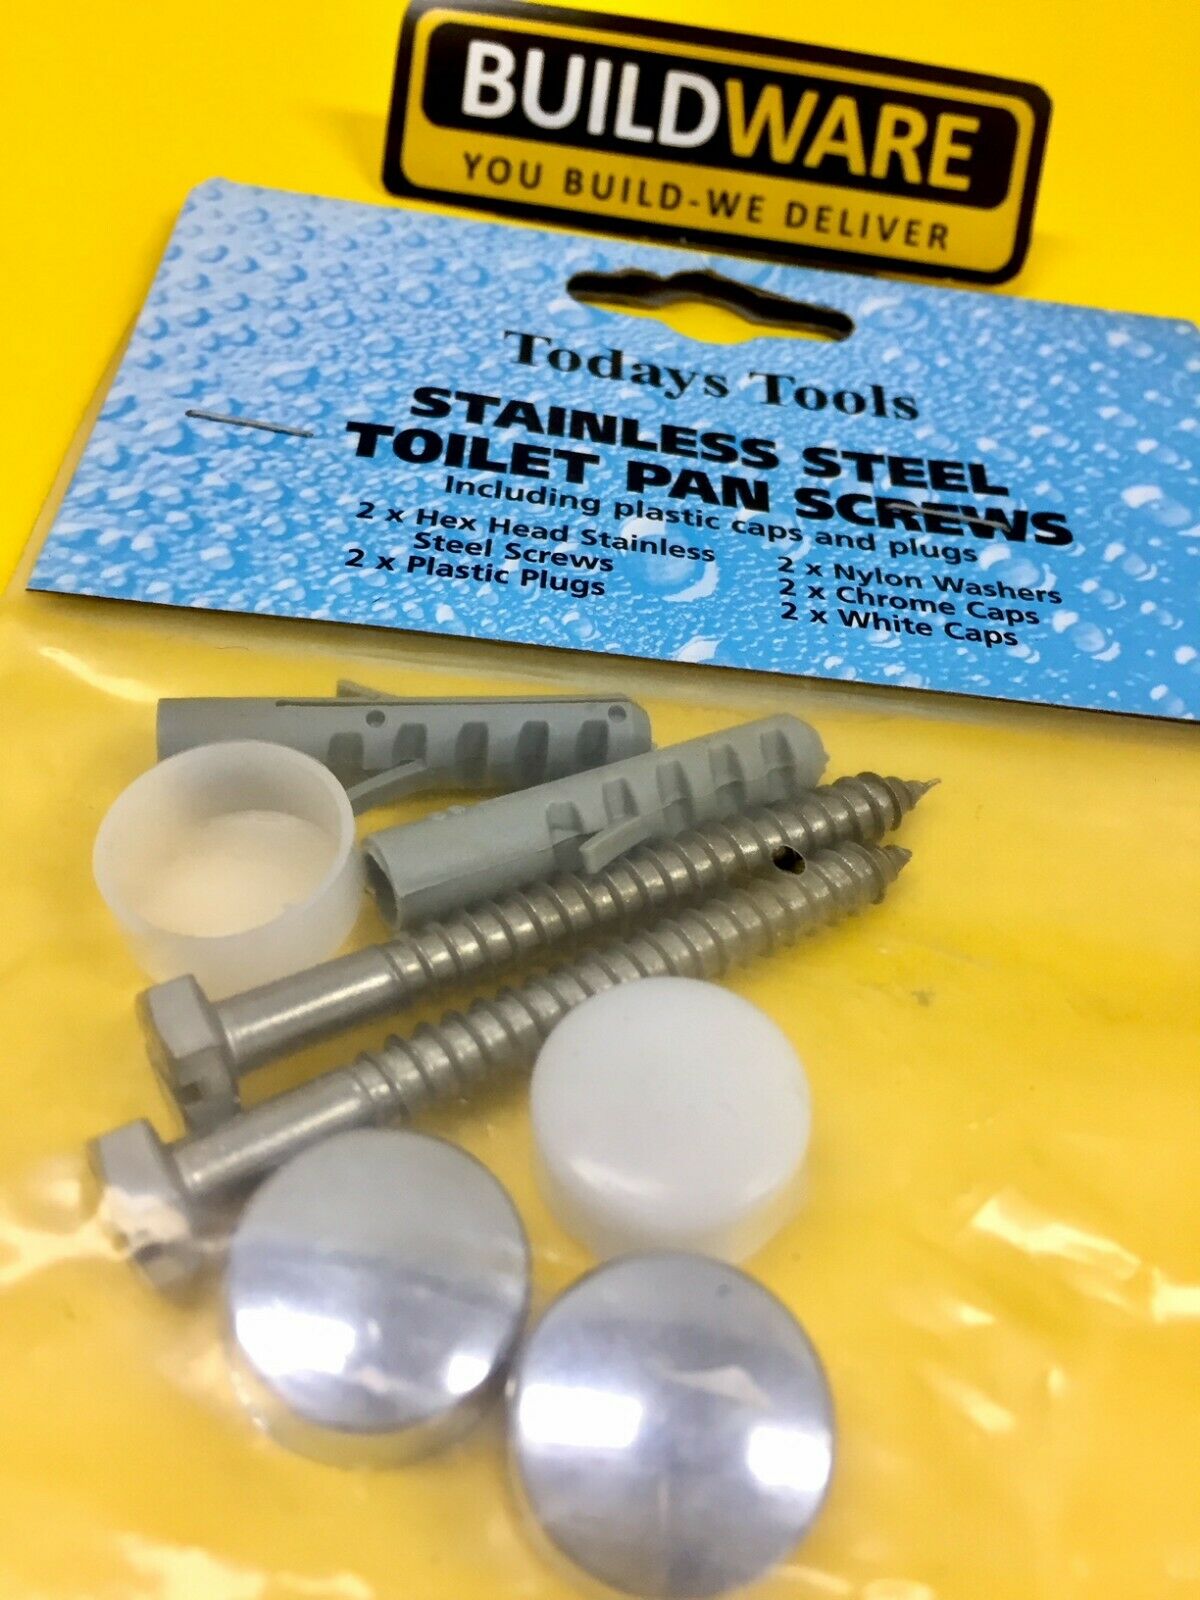 BUILDWARE
YOU BUILD-WE DELIVER
Todays Tools
STAINLESS STEEL
TOILET PAN SCREWS
Including plastic caps and plugs
2 x Hex Head Stainless
Steel Screws
2 x Plastic Plugs
2 x Nylon Washers
2 x Chrome Caps
2 x White Caps